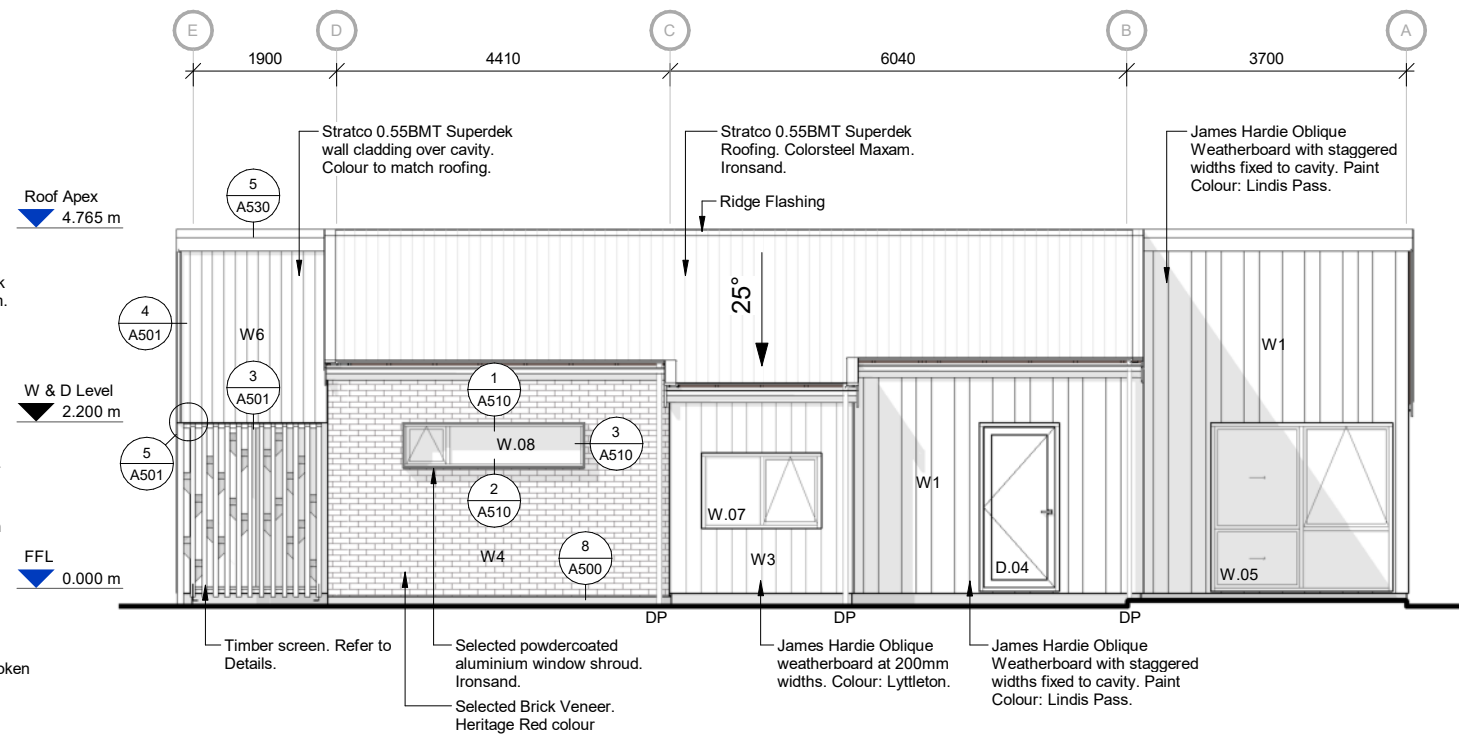 E
D
C
B
A
1900
4410
6040
3700
Stratco 0.55BMT Superdek
wall cladding over cavity.
Colour to match roofing.
Stratco 0.55BMT Superdek
Roofing. Colorsteel Maxam.
Ironsand.
James Hardie Oblique
Weatherboard with staggered
widths fixed to cavity. Paint
Colour: Lindis Pass.
Ridge Flashing
Roof Apex
4.765 m
5
A530
25°
4
A501
W6
W1
W & D Level
2.200 m
3
A501
1
A510
W.08
3
A510
5
A501
2
A510
W.07
W1
W4
8
A500
W3
D.04
W.05
FFL
0.000 m
DP
DP
DP
Timber screen. Refer to
Details.
Selected powdercoated
aluminium window shroud.
Ironsand.
Selected Brick Veneer.
Heritage Red colour
James Hardie Oblique
weatherboard at 200mm
widths. Colour: Lyttleton.
James Hardie Oblique
Weatherboard with staggered
widths fixed to cavity. Paint
Colour: Lindis Pass.